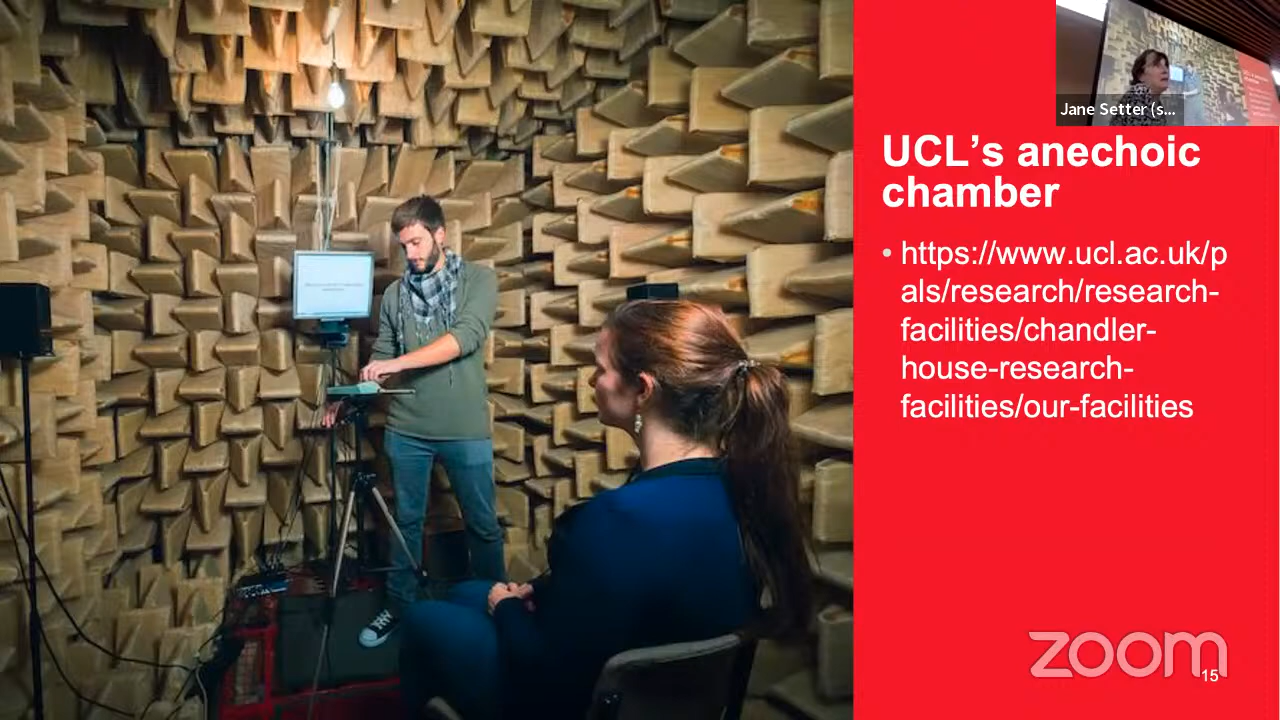 Jane Setter (s...
UCL’s anechoic
chamber
• https://www.ucl.ac.uk/p
als/research/research-
facilities/chandler-
house-research-
facilities/our-facilities
zoom
15